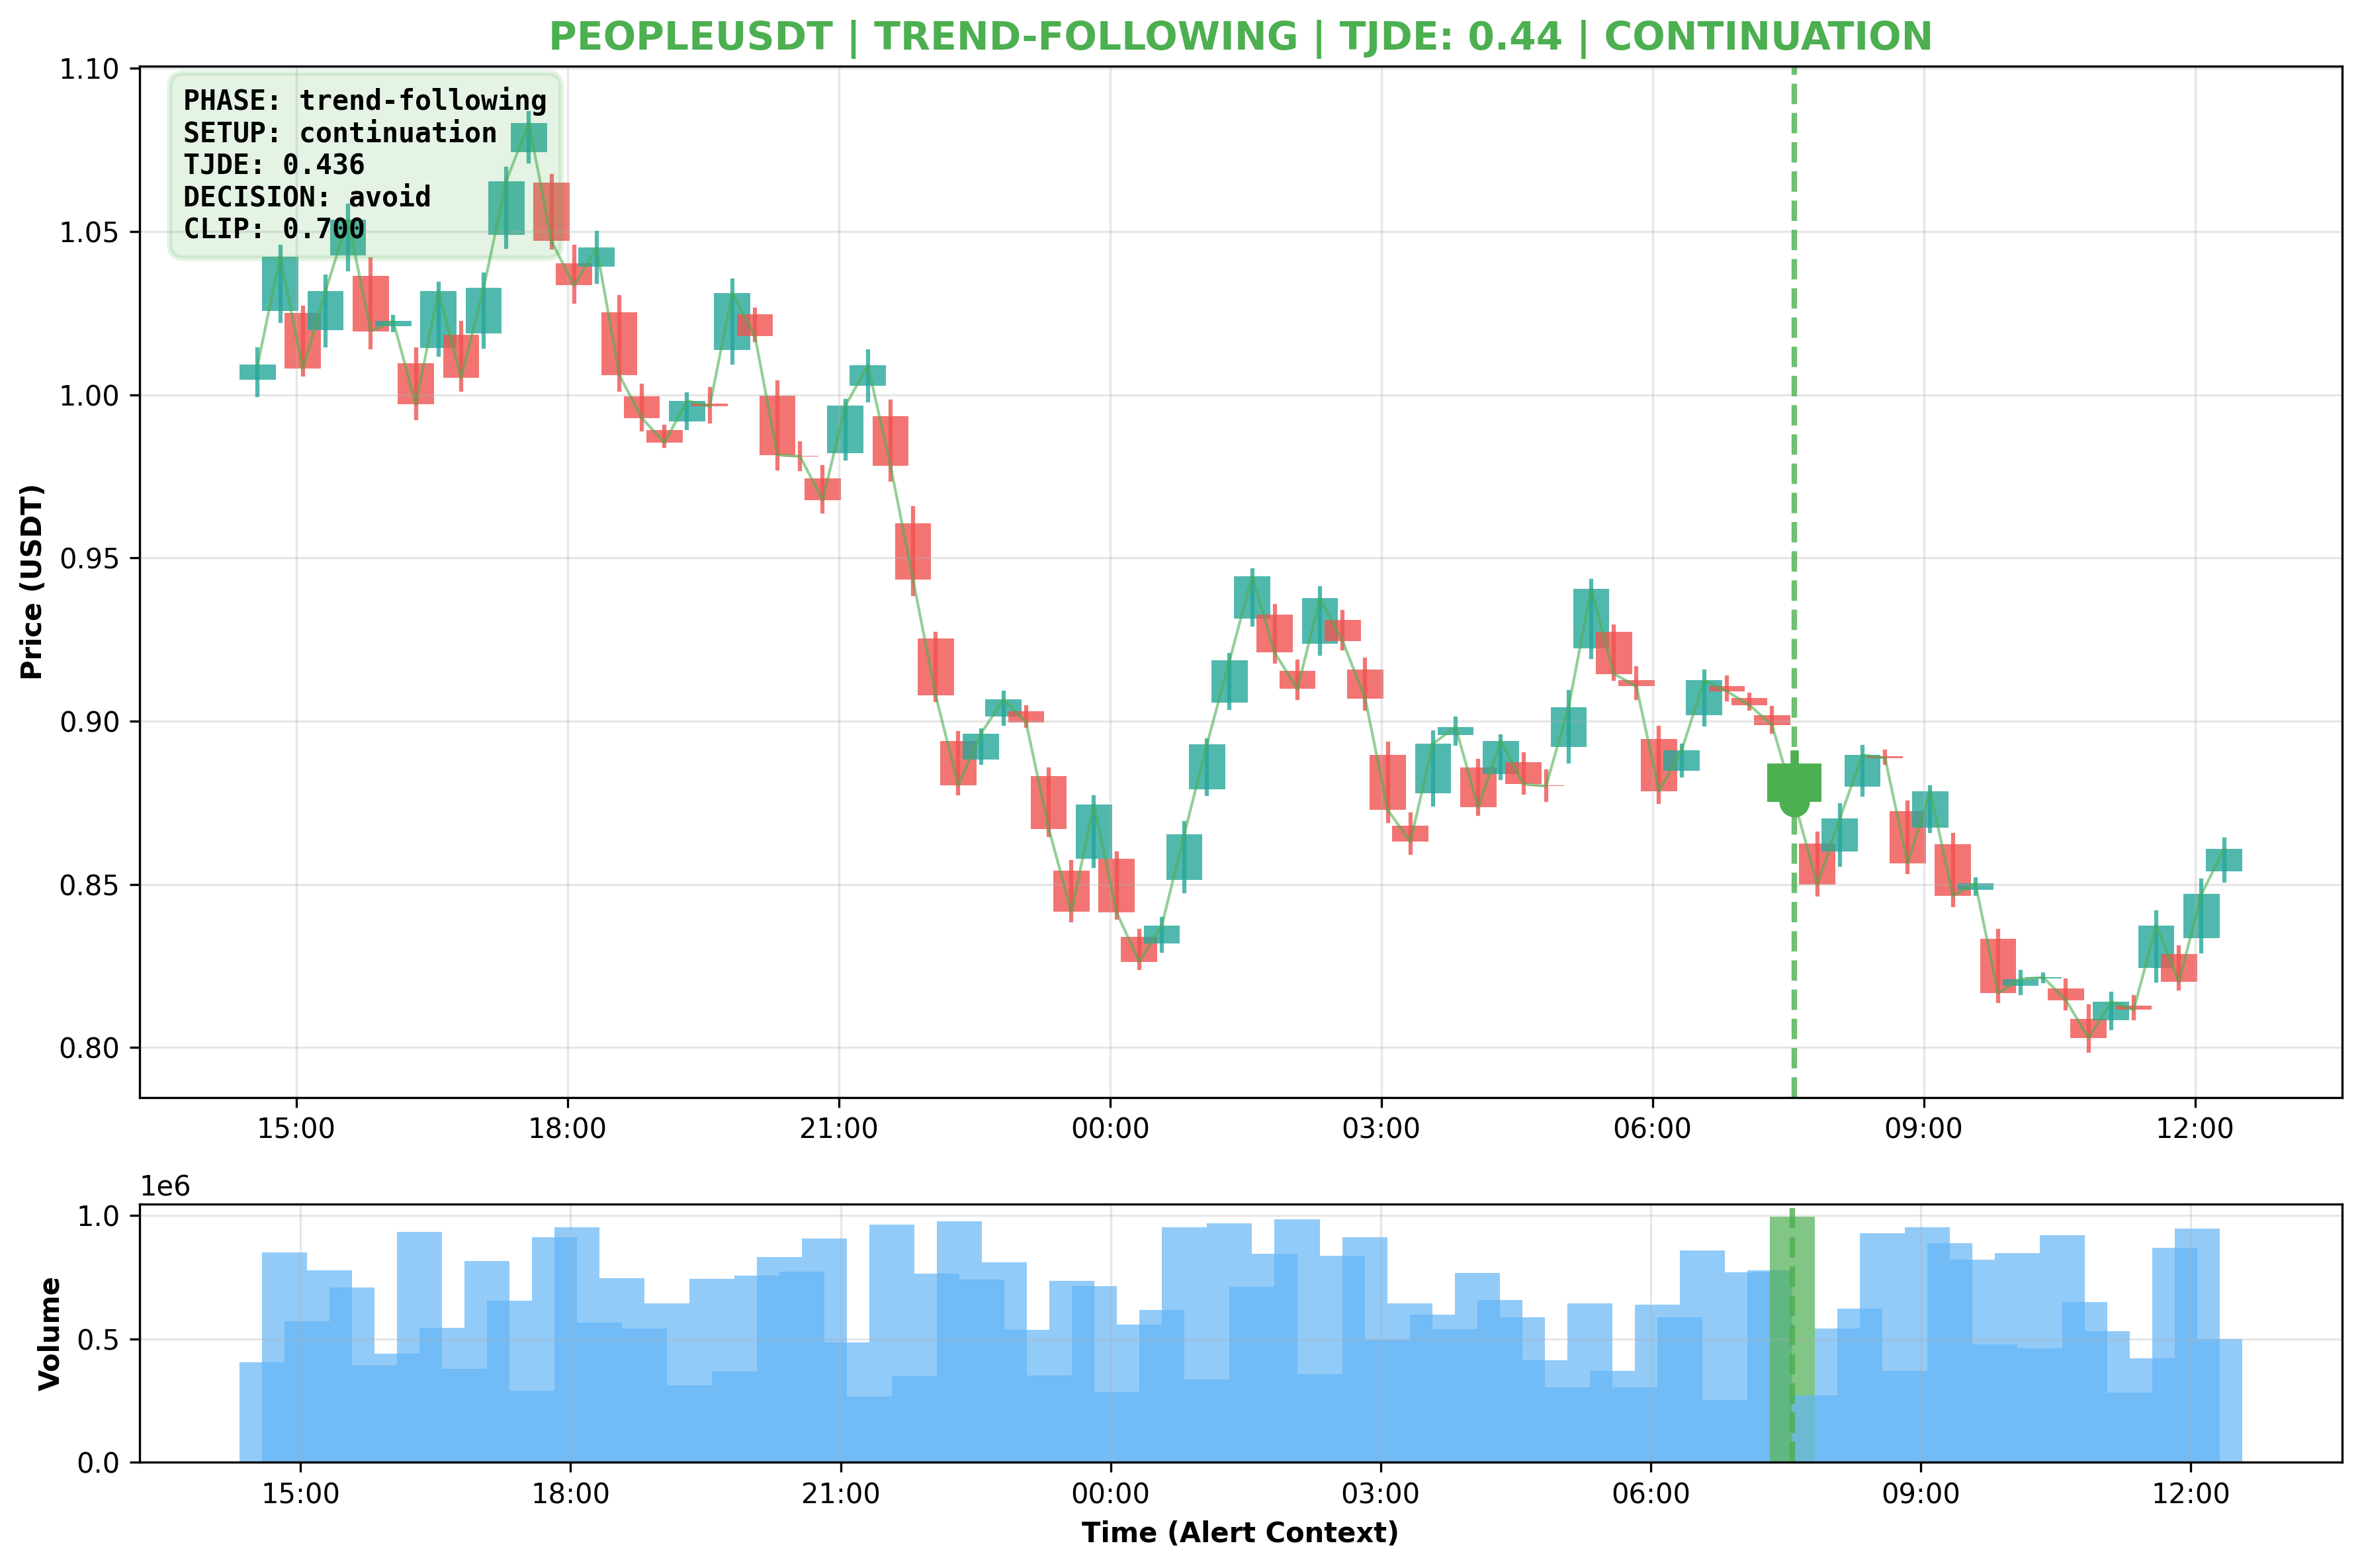 PEOPLEUSDT | TREND-FOLLOWING | TJDE: 0.44 | CONTINUATION
PHASE: trend-following
SETUP: continuation
TJDE: 0.436
DECISION: avoid
CLIP: 0.700
Price (USDT)
1.10
1.05
1.00
0.95
0.90
0.85
0.80
15:00 18:00 21:00 00:00 03:00 06:00 09:00 12:00
1e6
Volume
1.0
0.5
0.0
15:00 18:00 21:00 00:00 03:00 06:00 09:00 12:00
Time (Alert Context)